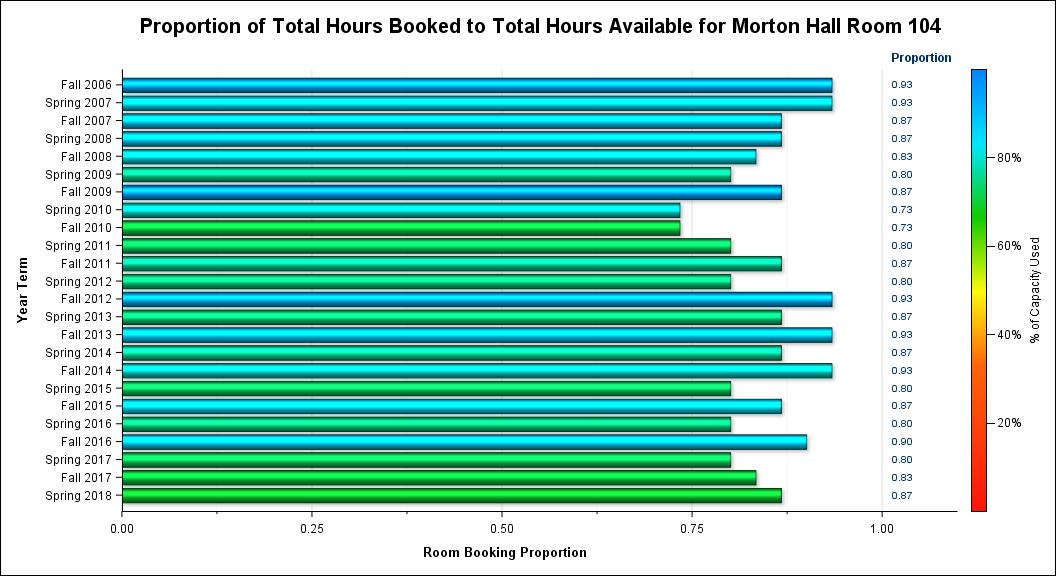 Proportion of Total Hours Booked to Total Hours Available for Morton Hall Room 104
Proportion
Fall 2006 0.93
Spring 2007 0.93
Fall 2007 0.87
Spring 2008 0.87
Fall 2008 0.83
Spring 2009 0.80
Fall 2009 0.87
Spring 2010 0.73
Fall 2010 0.73
Spring 2011 0.80
Fall 2011 0.87
Spring 2012 0.80
Fall 2012 0.93
Spring 2013 0.87
Fall 2013 0.93
Spring 2014 0.87
Fall 2014 0.93
Spring 2015 0.80
Fall 2015 0.87
Spring 2016 0.80
Fall 2016 0.90
Spring 2017 0.80
Fall 2017 0.83
Spring 2018 0.87
Year Term
0.00 0.25 0.50 0.75 1.00
Room Booking Proportion
80%
60%
40%
20%
% of Capacity Used